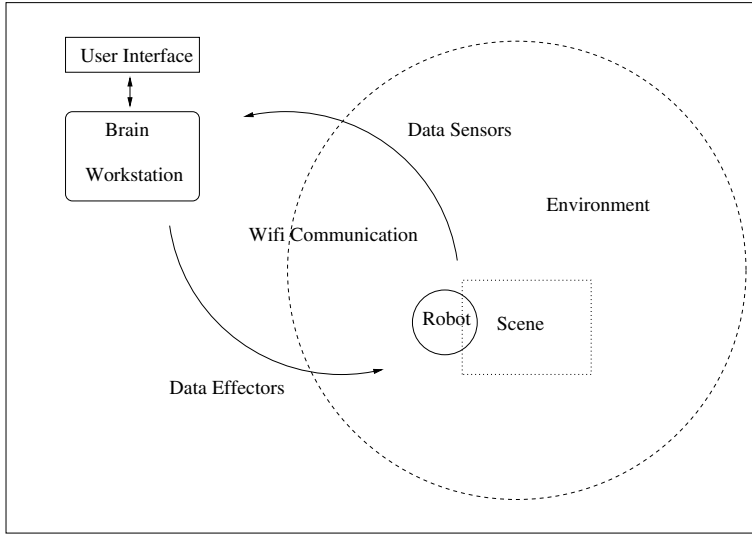 User Interface
Brain
Workstation
Data Sensors
Environment
Wifi Communication
Robot
Scene
Data Effectors